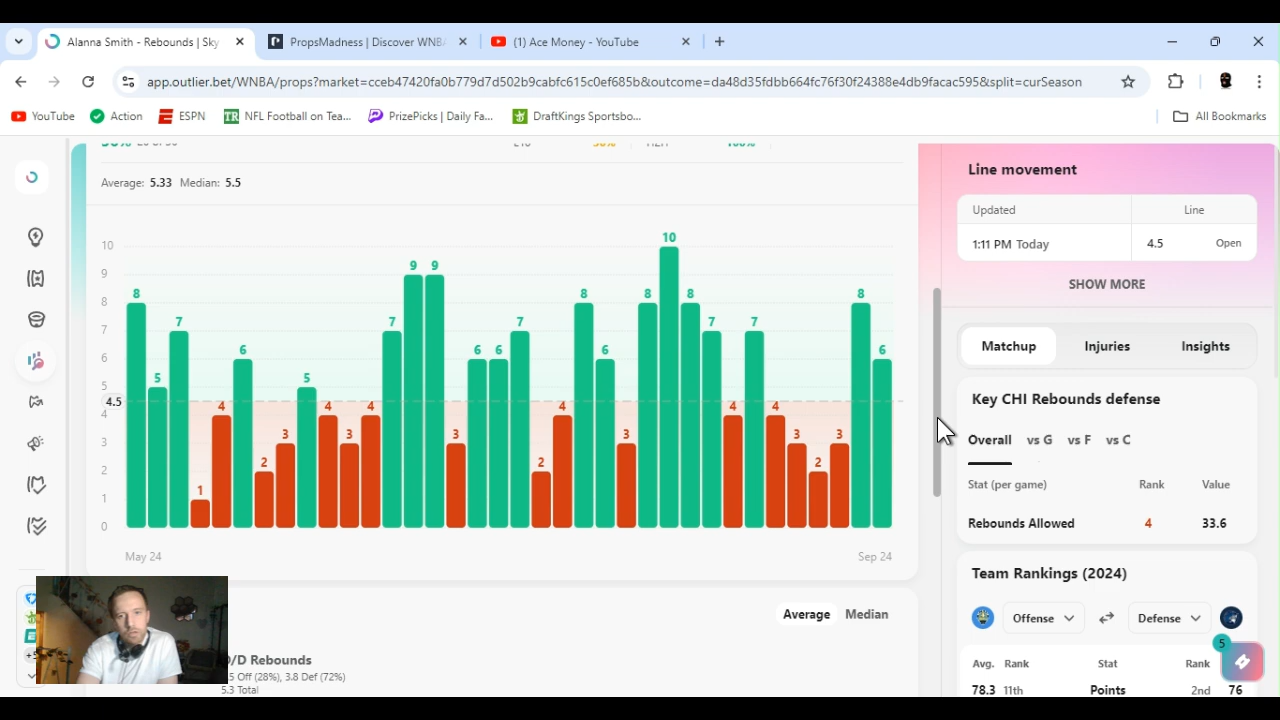 Alanna Smith - Rebounds | Sky
PropsMadness | Discover WNB
(1) Ace Money - YouTube
app.outlier.bet/WNBA/props?market=cceb47420fa0b779d7d502b9cabfc615c0ef685b&outcome=da48d35fdbb664fc76f30f24388e4db9facac595&split=curSeason
YouTube
Action
ESPN
NFL Football on Tea...
PrizePicks | Daily Fa...
DraftKings Sportsbo...
All Bookmarks
Average: 5.33 Median: 5.5
10
9
8
7
6
5
4.5
4
3
2
1
0
8 5 7 1 4 6 2 3 5 4 3 4 7 9 9 3 6 6 7 2 4 8 6 3 8 10 8 7 4 7 4 3 2 3 8 6
May 24
Sep 24
Average Median
D Rebounds
5 Off (28%), 3.8 Def (72%)
5.3 Total
Line movement
Updated Line
1:11 PM Today 4.5 Open
SHOW MORE
Matchup Injuries Insights
Key CHI Rebounds defense
Overall vs G vs F vs C
Stat (per game) Rank Value
Rebounds Allowed 4 33.6
Team Rankings (2024)
Offense Defense
5
Avg. Rank Stat Rank
78.3 11th Points 2nd 76